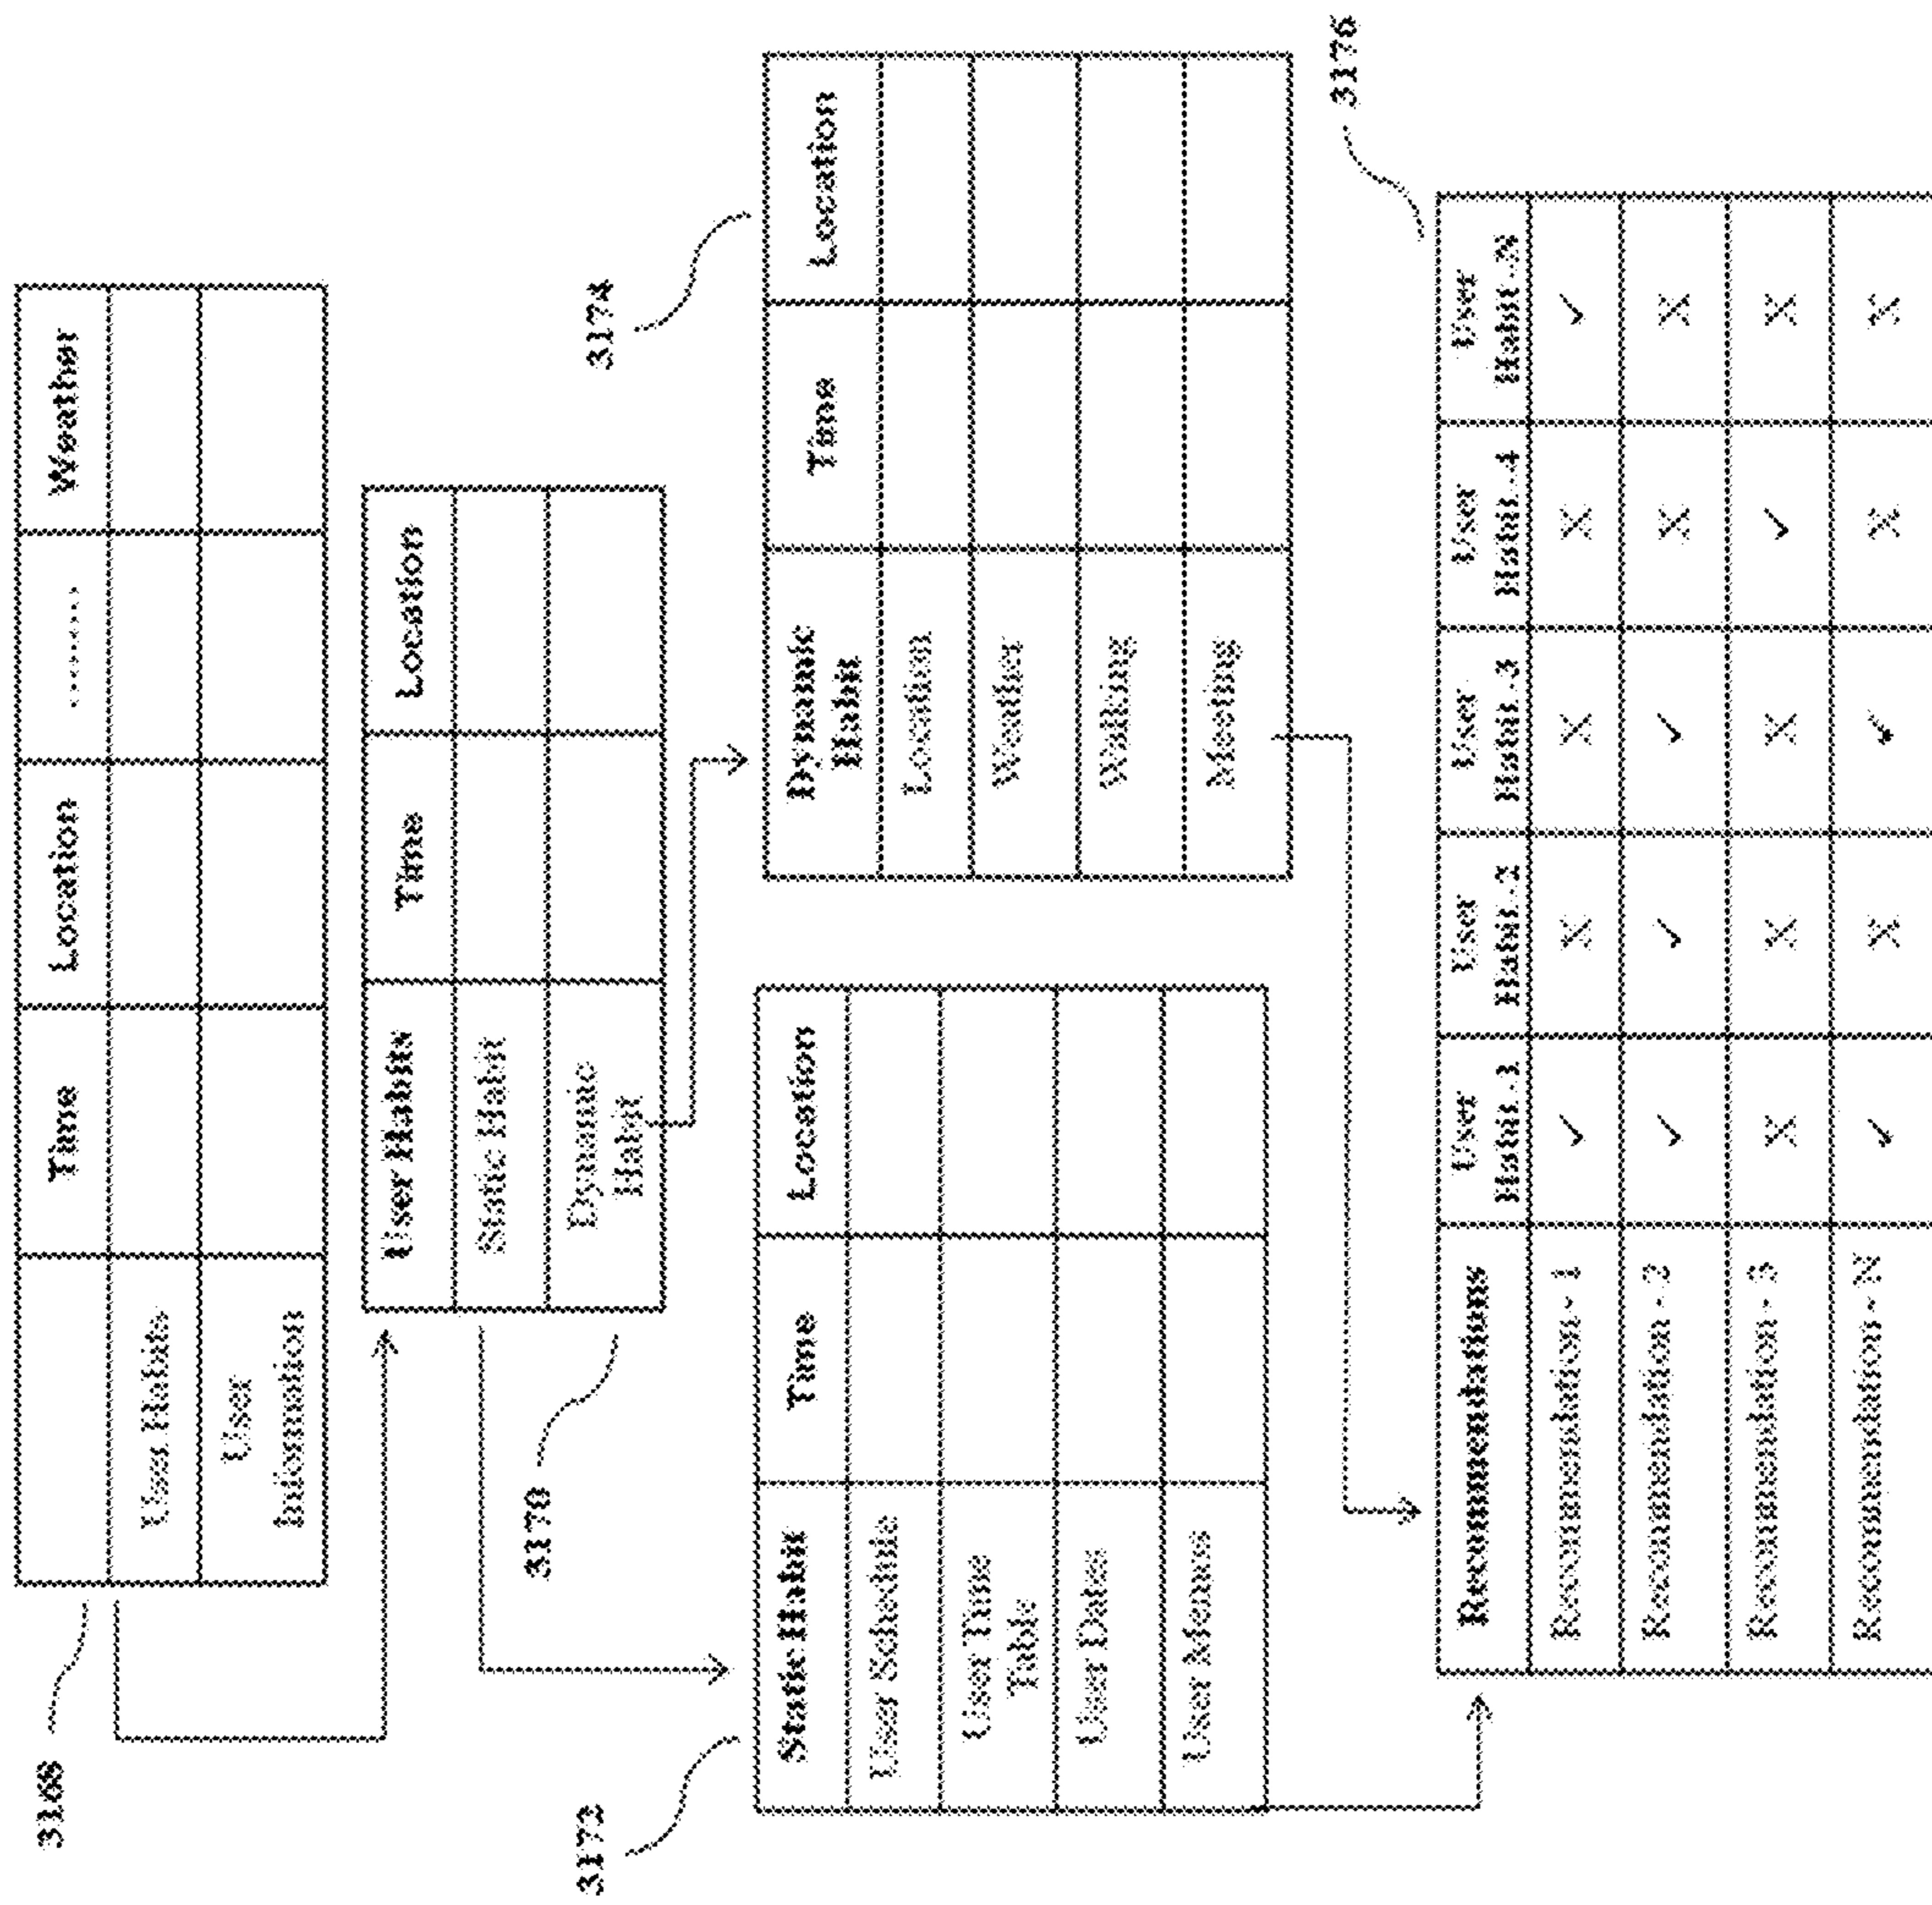 3168
Time
Location
........
Weather
User Habits
User
Information
User Habits
Time
Location
Static Habit
Dynamic
Habit
3170
3172
Static Habit
Time
Location
User Schedule
User Time
Table
User Dates
User Menus
3174
Dynamic
Habit
Time
Location
Location
Weather
Walking
Meeting
3176
Recommendations
User
Habit -1
User
Habit -2
User
Habit -3
User
Habit -4
User
Habit -N
Recommendation - 1
✓
X
X
X
✓
Recommendation - 2
✓
✓
✓
X
X
Recommendation - 3
X
X
X
✓
X
Recommendation - N
✓
X
✓
X
X